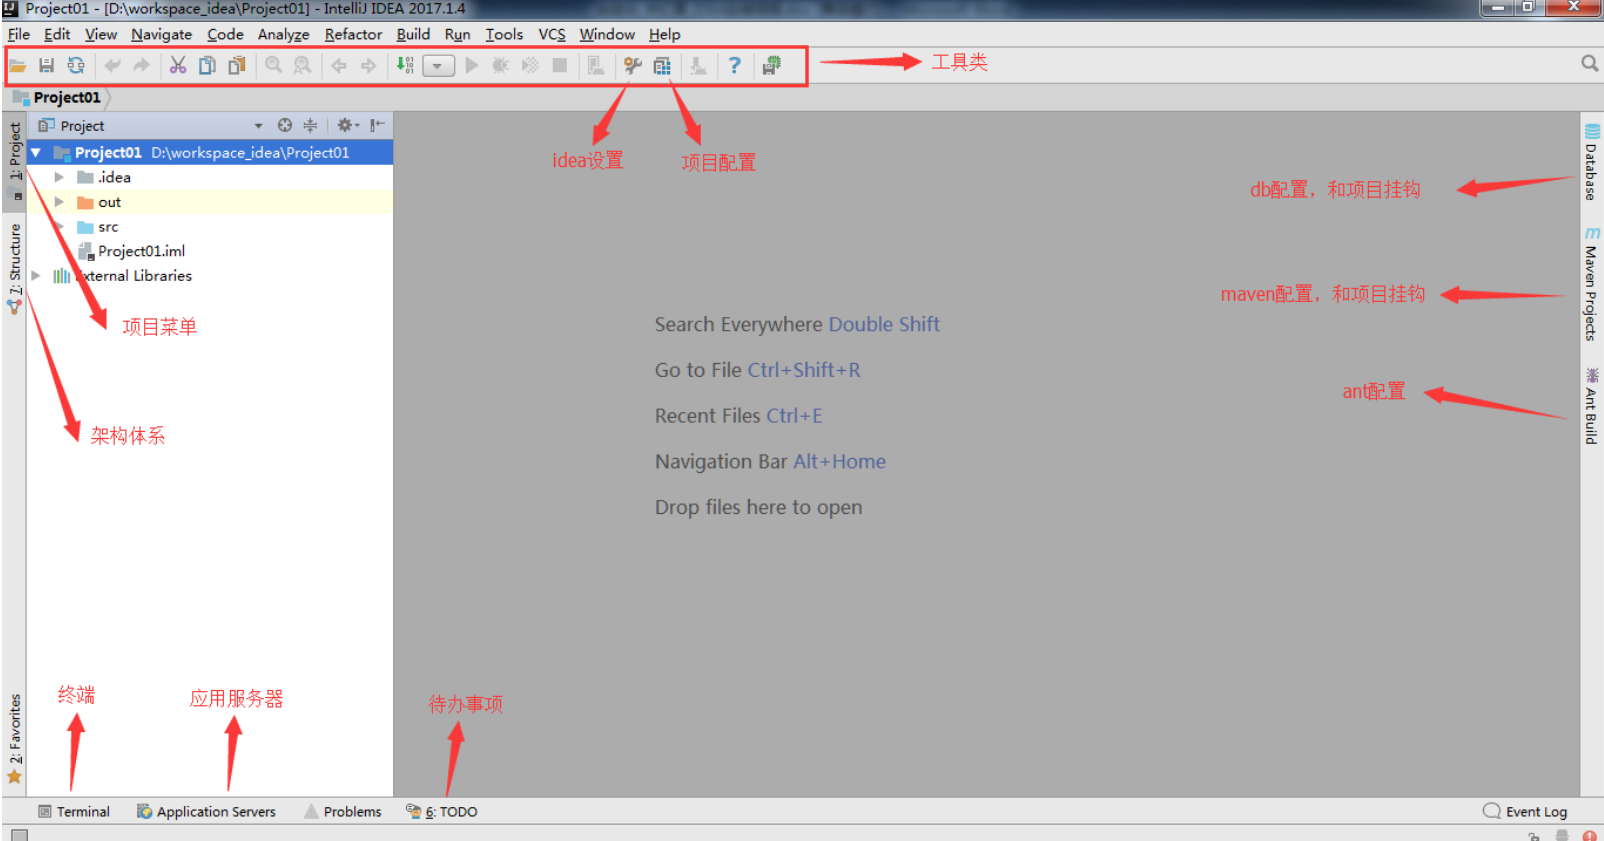 Project01 - [D:\workspace_idea\Project01] - IntelliJ IDEA 2017.1.4
File Edit View Navigate Code Analyze Refactor Build Run Tools VCS Window Help
工具类
Project01
Project
idea设置
项目配置
1: Project
Project01 D:\workspace_idea\Project01
.idea
out
src
Project01.iml
External Libraries
7: Structure
项目菜单
架构体系
Search Everywhere Double Shift
Go to File Ctrl+Shift+R
Recent Files Ctrl+E
Navigation Bar Alt+Home
Drop files here to open
db配置，和项目挂钩
Database
maven配置，和项目挂钩
Maven Projects
ant配置
Ant Build
2: Favorites
终端
应用服务器
待办事项
Terminal Application Servers Problems 6: TODO Event Log